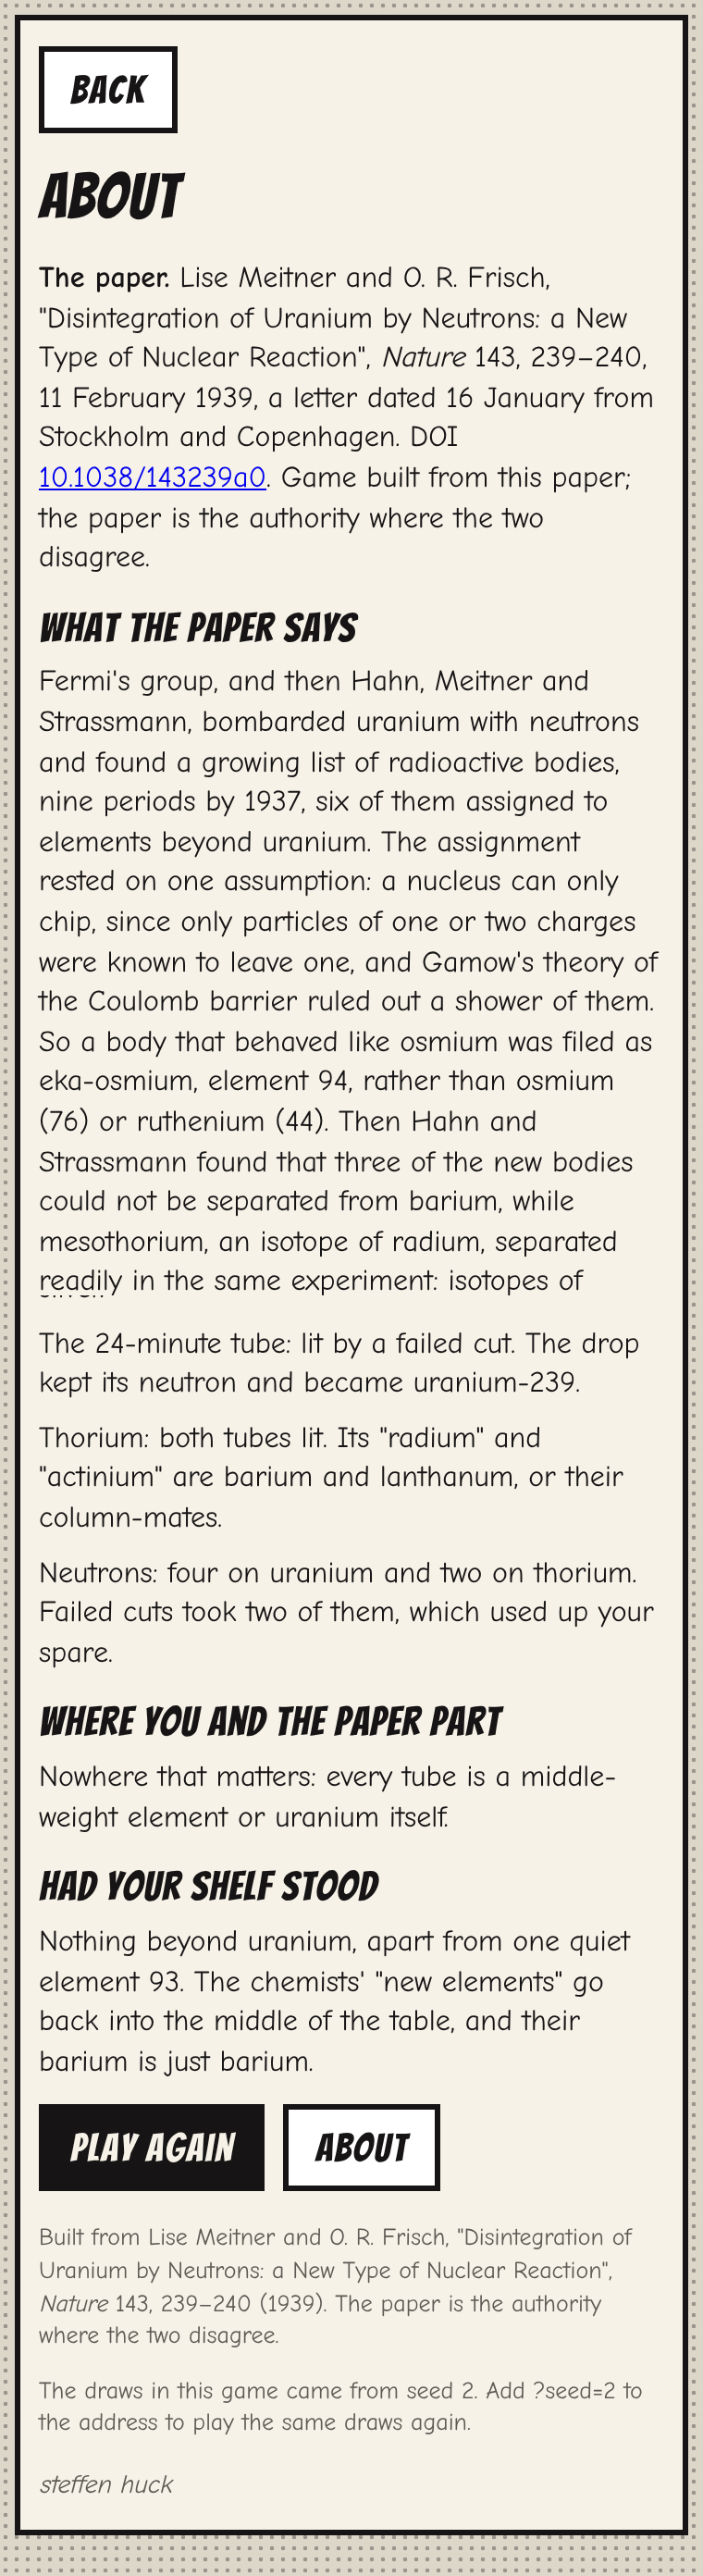 BACK
ABOUT
The paper. Lise Meitner and O. R. Frisch,
"Disintegration of Uranium by Neutrons: a New
Type of Nuclear Reaction", Nature 143, 239–240,
11 February 1939, a letter dated 16 January from
Stockholm and Copenhagen. DOI
10.1038/143239a0. Game built from this paper;
the paper is the authority where the two
disagree.
WHAT THE PAPER SAYS
Fermi's group, and then Hahn, Meitner and
Strassmann, bombarded uranium with neutrons
and found a growing list of radioactive bodies,
nine periods by 1937, six of them assigned to
elements beyond uranium. The assignment
rested on one assumption: a nucleus can only
chip, since only particles of one or two charges
were known to leave one, and Gamow's theory of
the Coulomb barrier ruled out a shower of them.
So a body that behaved like osmium was filed as
eka-osmium, element 94, rather than osmium
(76) or ruthenium (44). Then Hahn and
Strassmann found that three of the new bodies
could not be separated from barium, while
mesothorium, an isotope of radium, separated
readily in the same experiment: isotopes of
The 24-minute tube: lit by a failed cut. The drop
kept its neutron and became uranium-239.
Thorium: both tubes lit. Its "radium" and
"actinium" are barium and lanthanum, or their
column-mates.
Neutrons: four on uranium and two on thorium.
Failed cuts took two of them, which used up your
spare.
WHERE YOU AND THE PAPER PART
Nowhere that matters: every tube is a middle-
weight element or uranium itself.
HAD YOUR SHELF STOOD
Nothing beyond uranium, apart from one quiet
element 93. The chemists' "new elements" go
back into the middle of the table, and their
barium is just barium.
PLAY AGAIN
ABOUT
Built from Lise Meitner and O. R. Frisch, "Disintegration of
Uranium by Neutrons: a New Type of Nuclear Reaction",
Nature 143, 239–240 (1939). The paper is the authority
where the two disagree.
The draws in this game came from seed 2. Add ?seed=2 to
the address to play the same draws again.
steffen huck